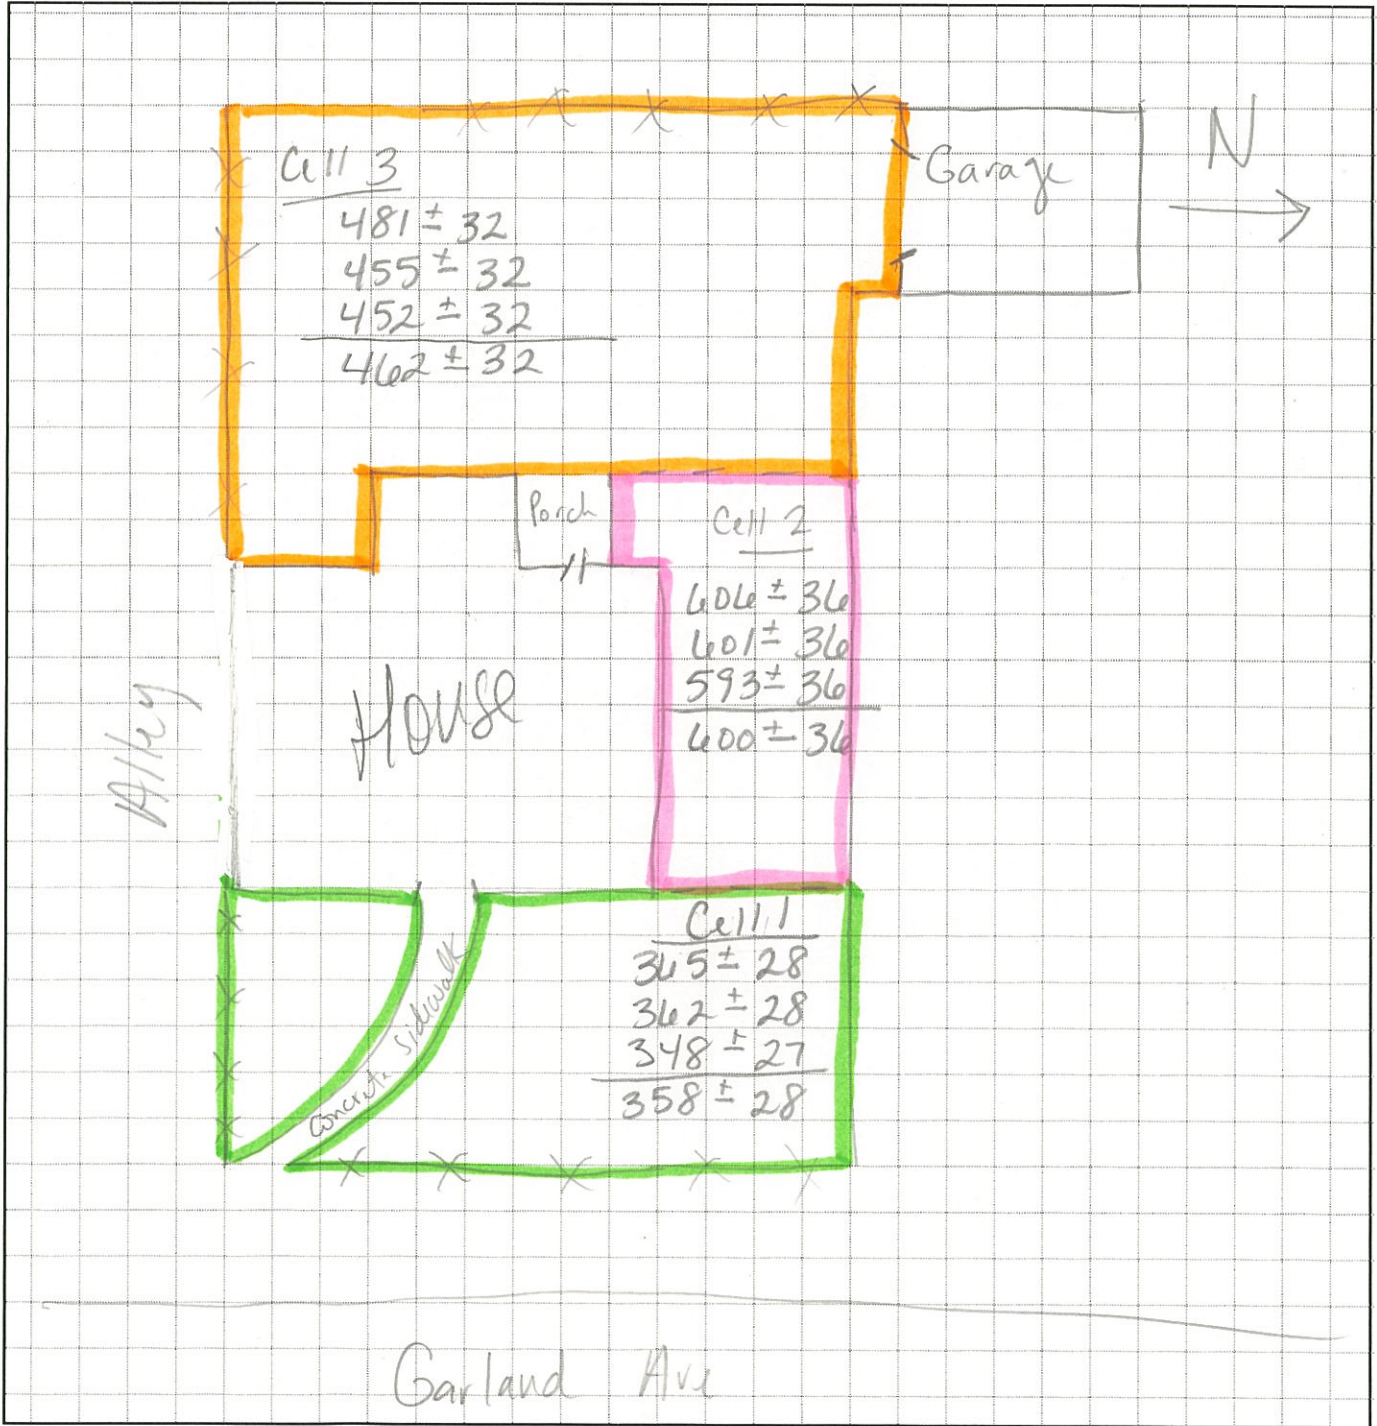 N
Garage
Cell 3
481 ± 32
455 ± 32
452 ± 32
462 ± 32
Porch
Cell 2
606 ± 36
601 ± 36
593 ± 36
600 ± 36
House
Alley
Cell 1
365 ± 28
362 ± 28
348 ± 27
358 ± 28
Concrete sidewalk
Garland Ave